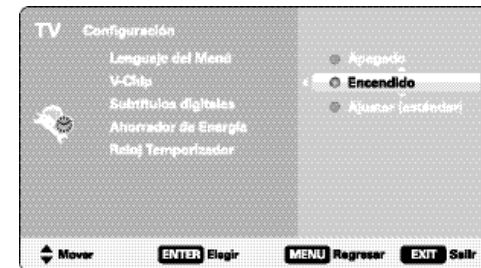 TV Configuración
Lenguaje del Menú
V-Chip
Subtítulos digitales
Ahorrador de Energía
Reloj Temporizador
Apagado
Encendido
Ajustar (estándar)
Mover ENTER Elegir MENU Regresar EXIT Salir